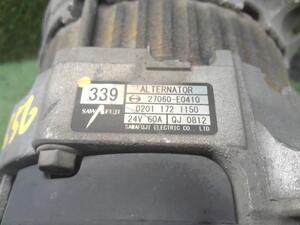 339
ALTERNATOR
27060-E0410
0201 172 1150
SAWAFUJI
24V 60A QJ 0812
SAWAFUJI ELECTRIC CO. LTD